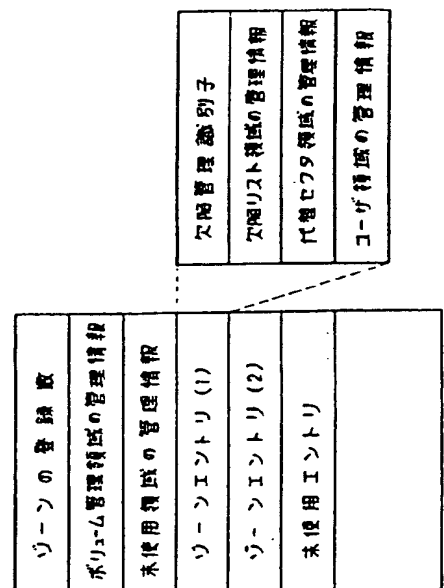 ゾーンの登録数
ボリューム管理領域の管理情報
未使用領域の管理情報
ゾーンエントリ(1)
ゾーンエントリ(2)
未使用エントリ
欠陥管理識別子
欠陥リスト領域の管理情報
代替セクタ領域の管理情報
ユーザ領域の管理情報